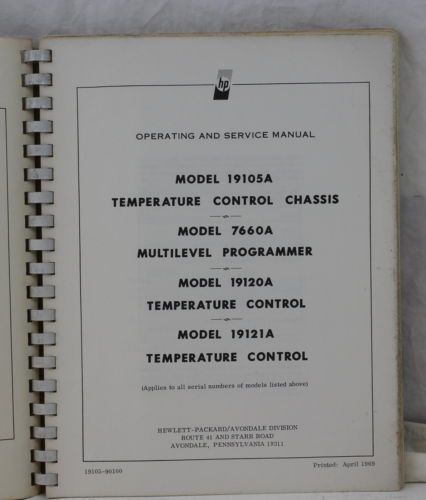 hp
OPERATING AND SERVICE MANUAL
MODEL 19105A
TEMPERATURE CONTROL CHASSIS
MODEL 7660A
MULTILEVEL PROGRAMMER
MODEL 19120A
TEMPERATURE CONTROL
MODEL 19121A
TEMPERATURE CONTROL
(Applies to all serial numbers of models listed above)
HEWLETT-PACKARD/AVONDALE DIVISION
ROUTE 41 AND STARR ROAD
AVONDALE, PENNSYLVANIA 19311
19105-90100
Printed: April 1969